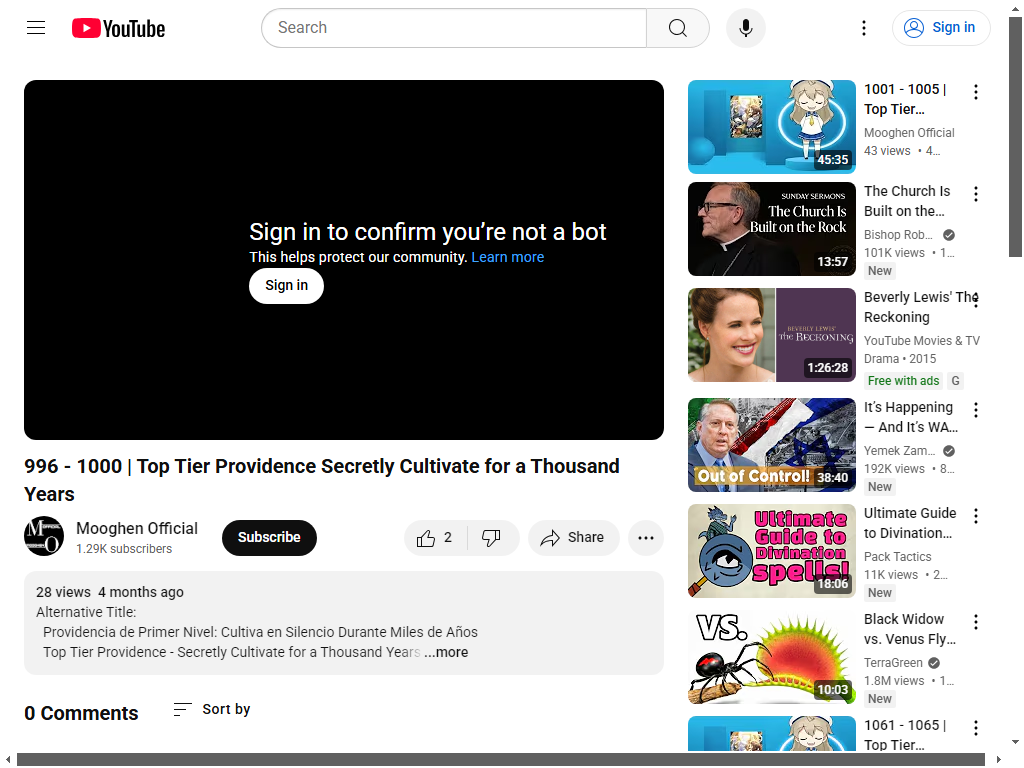 YouTube
Search
Sign in
Sign in to confirm you’re not a bot
This helps protect our community. Learn more
Sign in
996 - 1000 | Top Tier Providence Secretly Cultivate for a Thousand
Years
Mooghen Official
1.29K subscribers
Subscribe
2
Share
28 views 4 months ago
Alternative Title:
Providencia de Primer Nivel: Cultiva en Silencio Durante Miles de Años
Top Tier Providence - Secretly Cultivate for a Thousand Years ...more
0 Comments
Sort by
45:35
1001 - 1005 |
Top Tier...
Mooghen Official
43 views • 4...
SUNDAY SERMONS
The Church Is
Built on the Rock
13:57
The Church Is
Built on the...
Bishop Rob...
101K views • 1...
New
BEVERLY LEWIS'
The RECKONING
1:26:28
Beverly Lewis' The
Reckoning
YouTube Movies & TV
Drama • 2015
Free with ads G
Out of Control!
38:40
It’s Happening
— And It’s WA...
Yemek Zam...
192K views • 8...
New
Ultimate
Guide to
Divination
spells!
18:06
Ultimate Guide
to Divination...
Pack Tactics
11K views • 2...
New
VS.
10:03
Black Widow
vs. Venus Fly...
TerraGreen
1.8M views • 1...
New
1061 - 1065 |
Top Tier...